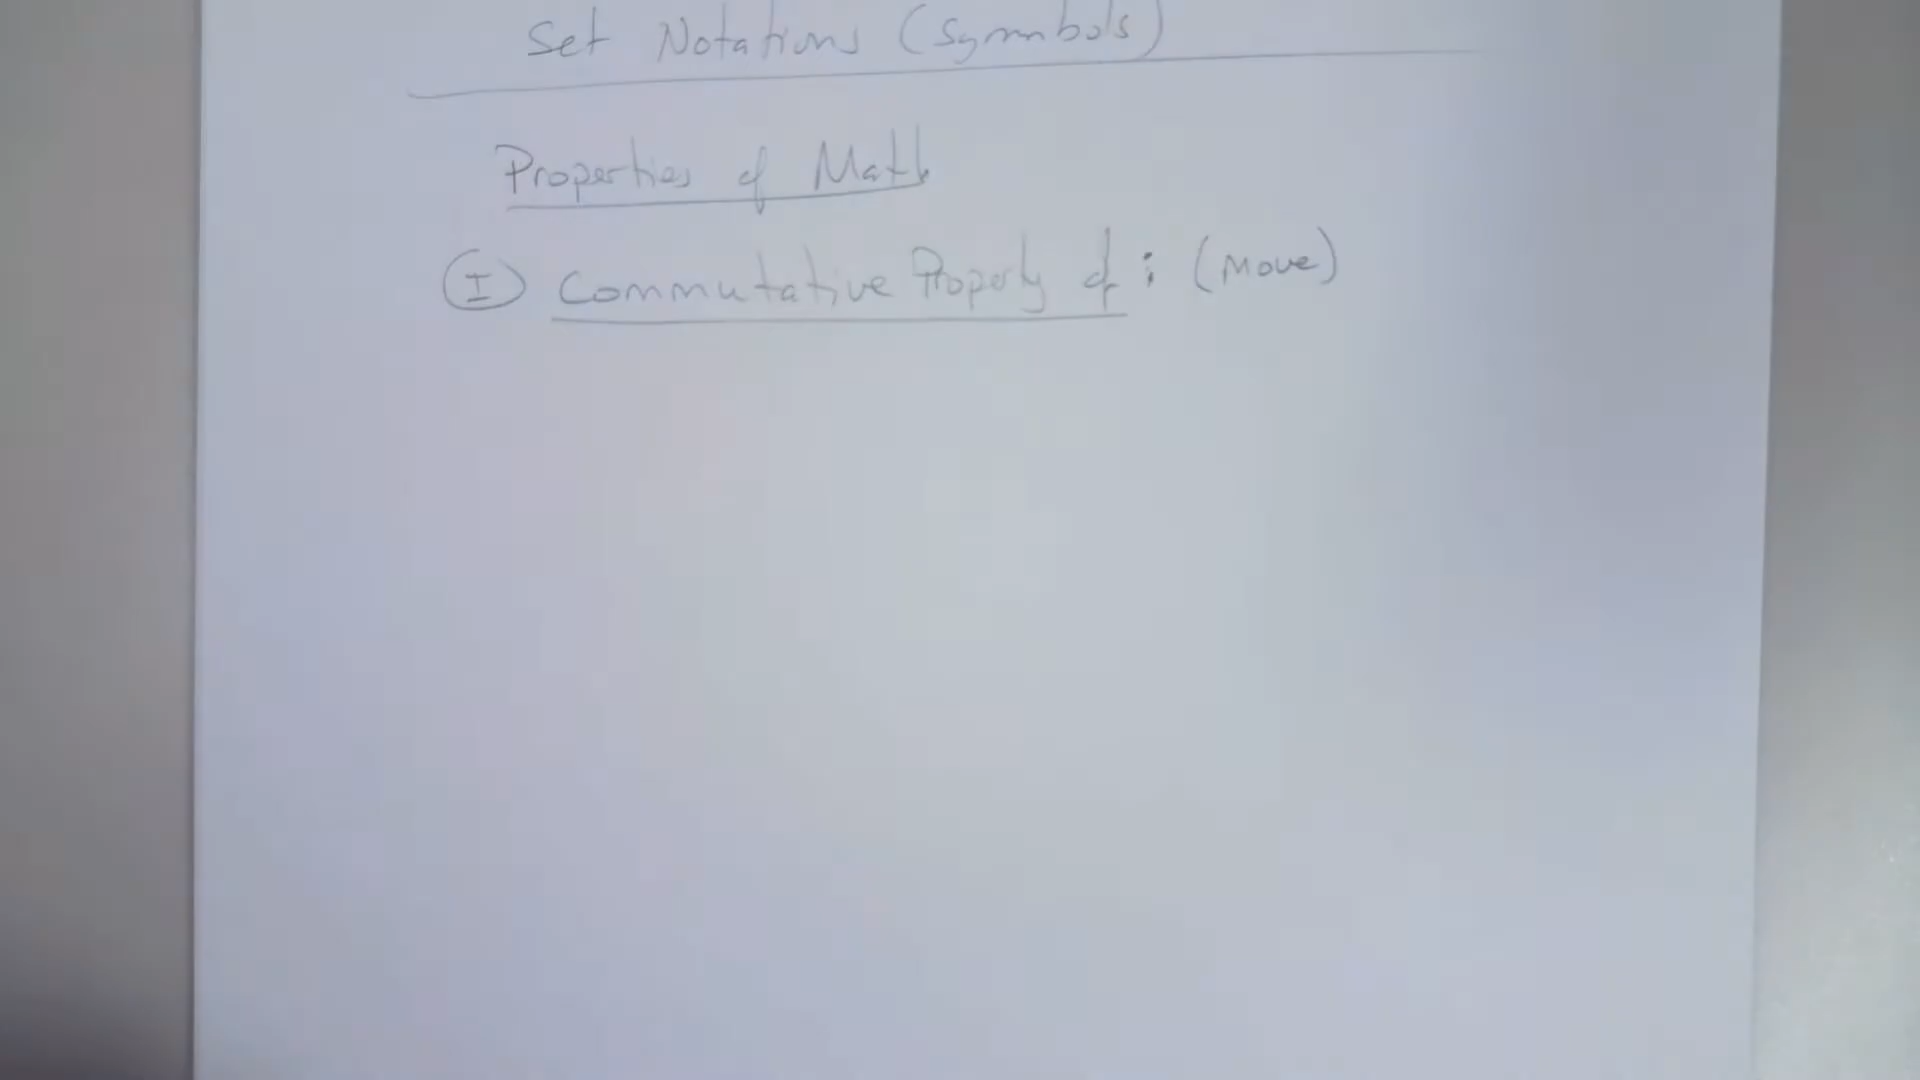 Set Notations (Symbols)
Properties of Math
I Commutative Property of : (Move)